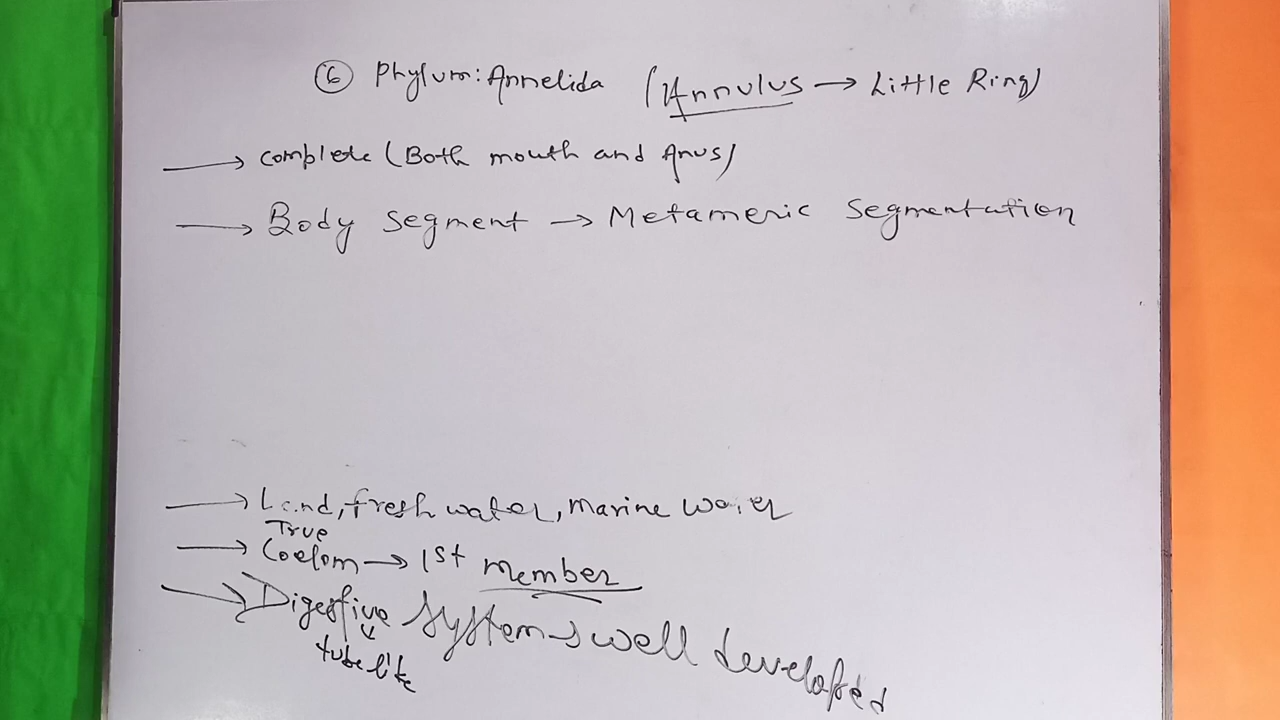 ⑥ Phylum: Annelida (Annulus → Little Ring)
→ complete (Both mouth and Anus)
→ Body segment → Metameric segmentation
→ Land, fresh water, Marine water
True
→ Coelom → 1st member
→ Digestive system → well developed
↓
tube like